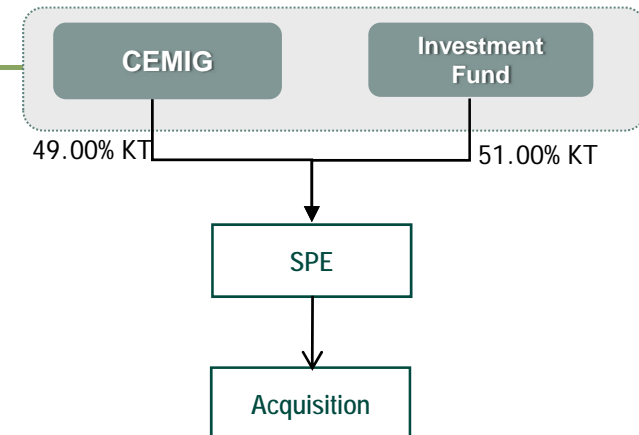 CEMIG
Investment
Fund
49.00% KT
51.00% KT
SPE
Acquisition